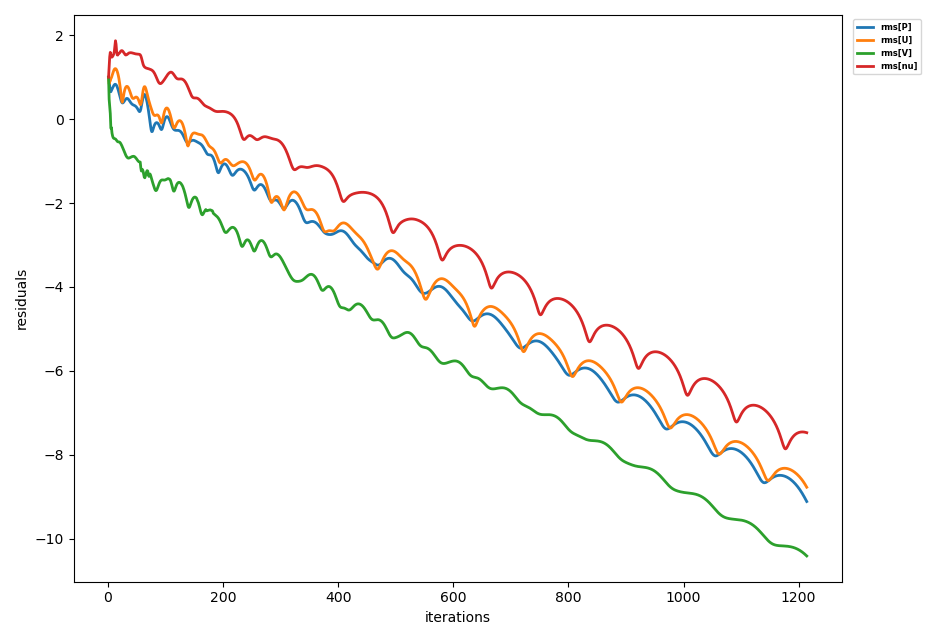 2
0
−2
−4
−6
−8
−10
residuals
0 200 400 600 800 1000 1200
iterations
rms[P]
rms[U]
rms[V]
rms[nu]